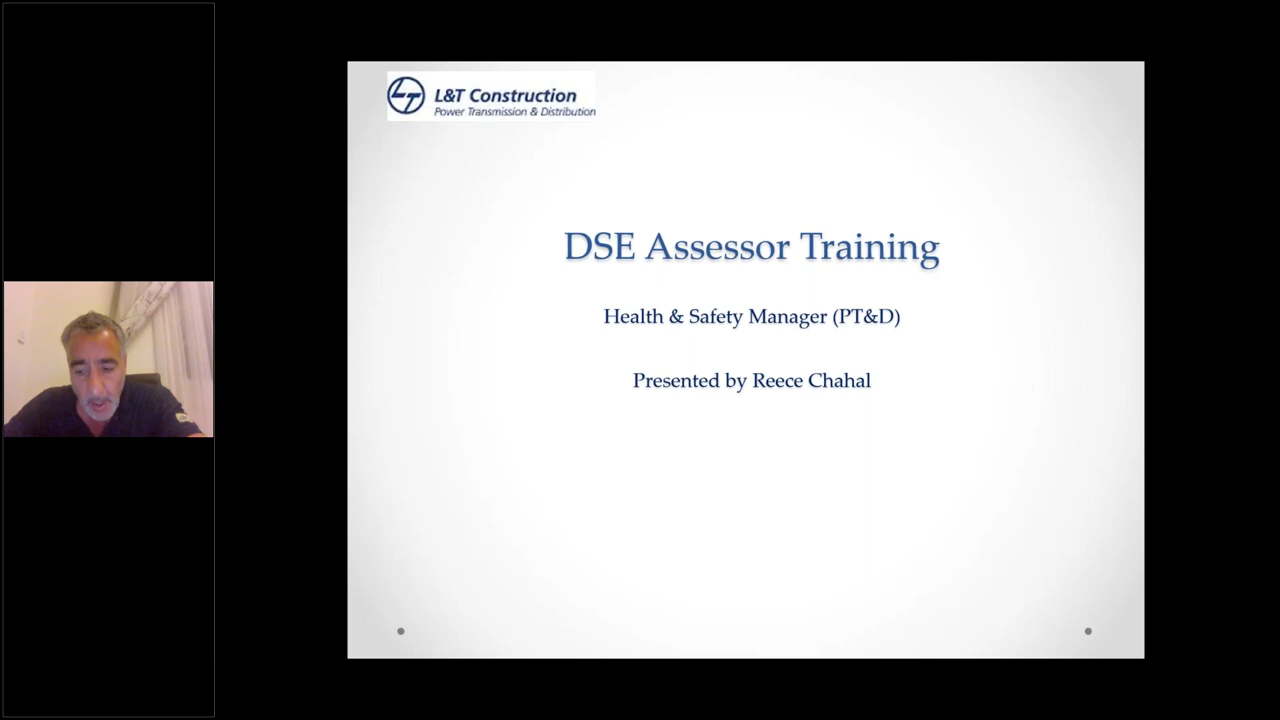 L&T Construction
Power Transmission & Distribution
DSE Assessor Training
Health & Safety Manager (PT&D)
Presented by Reece Chahal